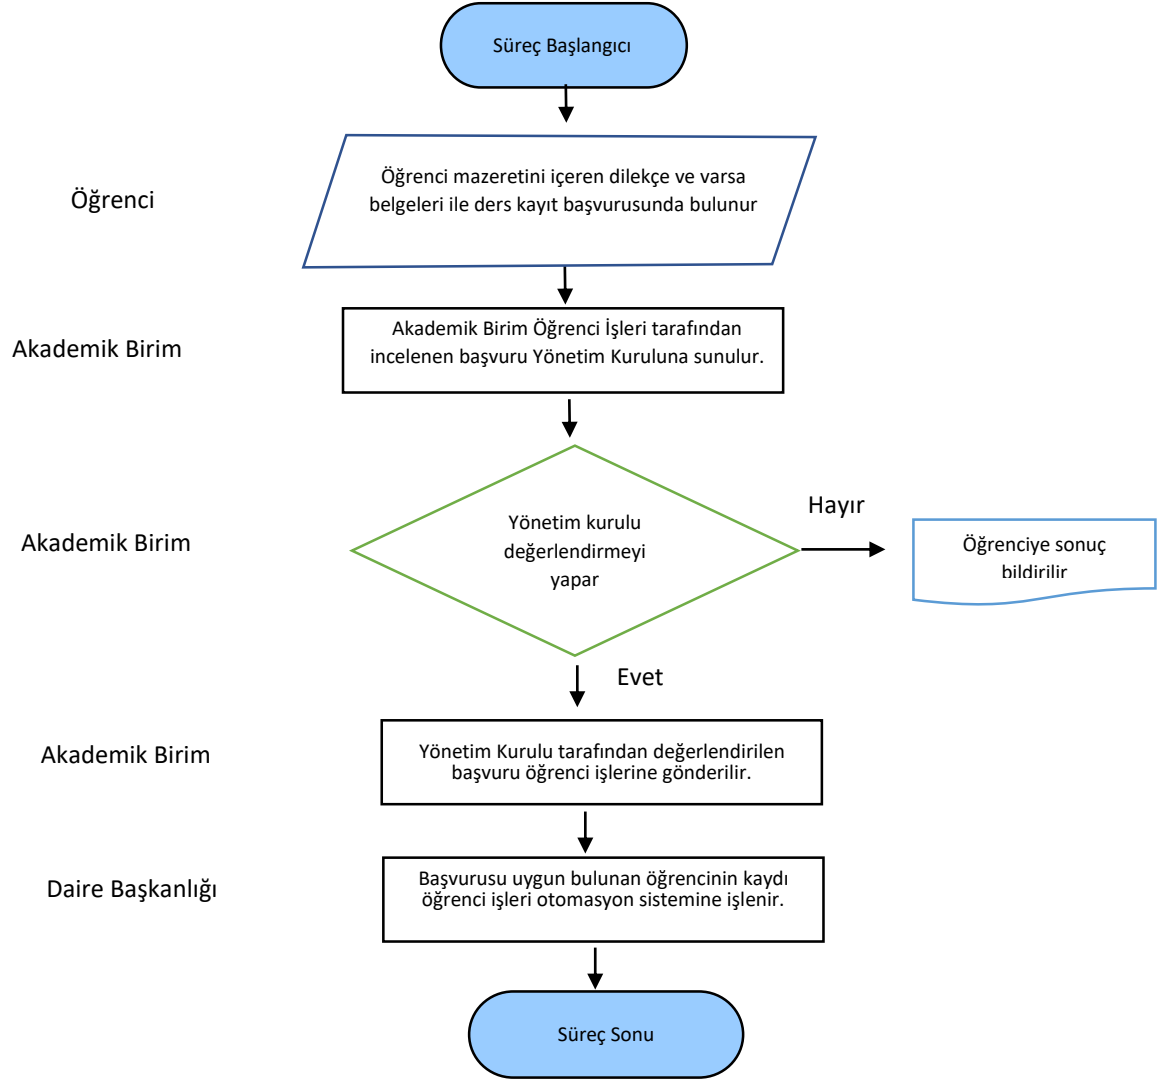 Süreç Başlangıcı
Öğrenci
Öğrenci mazeretini içeren dilekçe ve varsa
belgeleri ile ders kayıt başvurusunda bulunur
Akademik Birim
Akademik Birim Öğrenci İşleri tarafından
incelenen başvuru Yönetim Kuruluna sunulur.
Akademik Birim
Yönetim kurulu
değerlendirmeyi
yapar
Hayır
Öğrenciye sonuç
bildirilir
Evet
Akademik Birim
Yönetim Kurulu tarafından değerlendirilen
başvuru öğrenci işlerine gönderilir.
Daire Başkanlığı
Başvurusu uygun bulunan öğrencinin kaydı
öğrenci işleri otomasyon sistemine işlenir.
Süreç Sonu